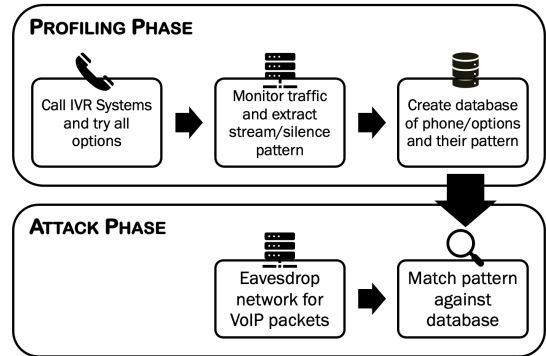 PROFILING PHASE
Call IVR Systems
and try all
options
Monitor traffic
and extract
stream/silence
pattern
Create database
of phone/options
and their pattern
ATTACK PHASE
Eavesdrop
network for
VoIP packets
Match pattern
against
database